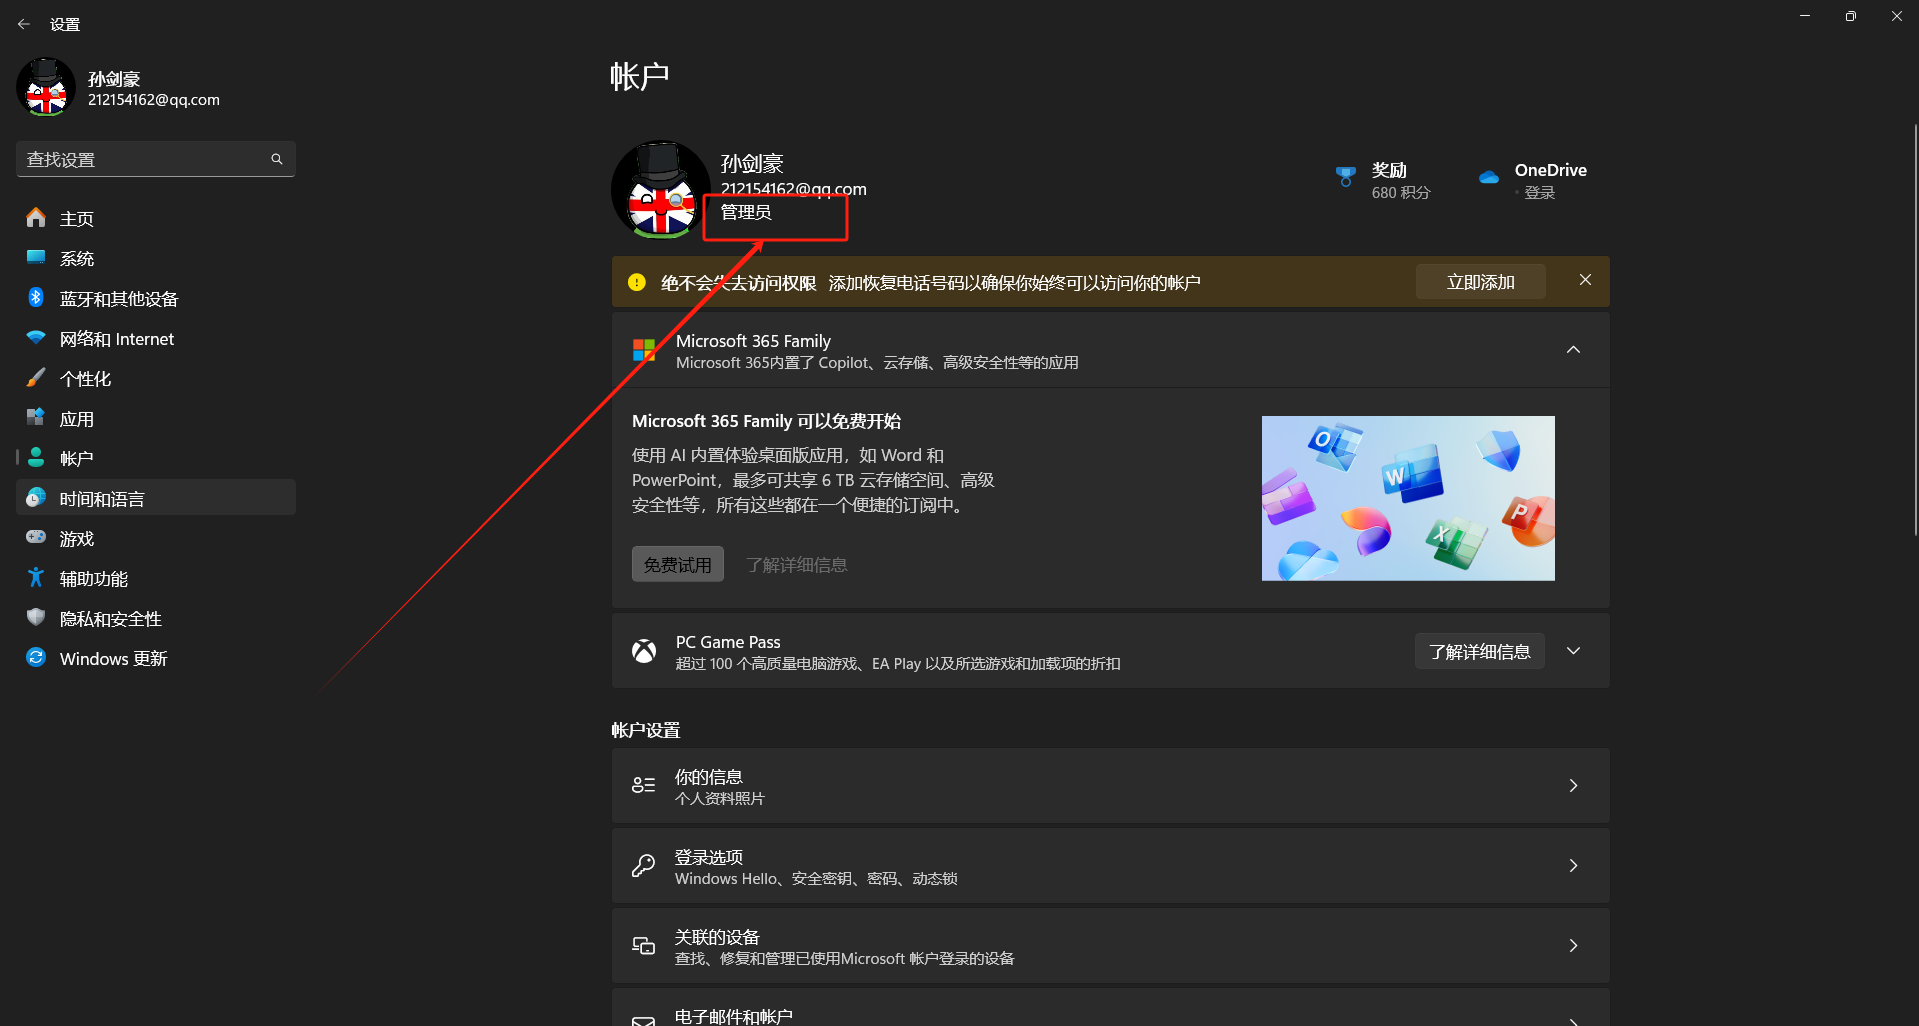 设置
孙剑豪
212154162@qq.com
查找设置
主页
系统
蓝牙和其他设备
网络和 Internet
个性化
应用
帐户
时间和语言
游戏
辅助功能
隐私和安全性
Windows 更新
帐户
孙剑豪
212154162@qq.com
管理员
奖励
680 积分
OneDrive
• 登录
绝不会失去访问权限 添加恢复电话号码以确保你始终可以访问你的帐户
立即添加
Microsoft 365 Family
Microsoft 365内置了 Copilot、云存储、高级安全性等的应用
Microsoft 365 Family 可以免费开始
使用 AI 内置体验桌面版应用，如 Word 和
PowerPoint，最多可共享 6 TB 云存储空间、高级
安全性等，所有这些都在一个便捷的订阅中。
免费试用
了解详细信息
PC Game Pass
超过 100 个高质量电脑游戏、EA Play 以及所选游戏和加载项的折扣
了解详细信息
帐户设置
你的信息
个人资料照片
登录选项
Windows Hello、安全密钥、密码、动态锁
关联的设备
查找、修复和管理已使用Microsoft 帐户登录的设备
电子邮件和帐户